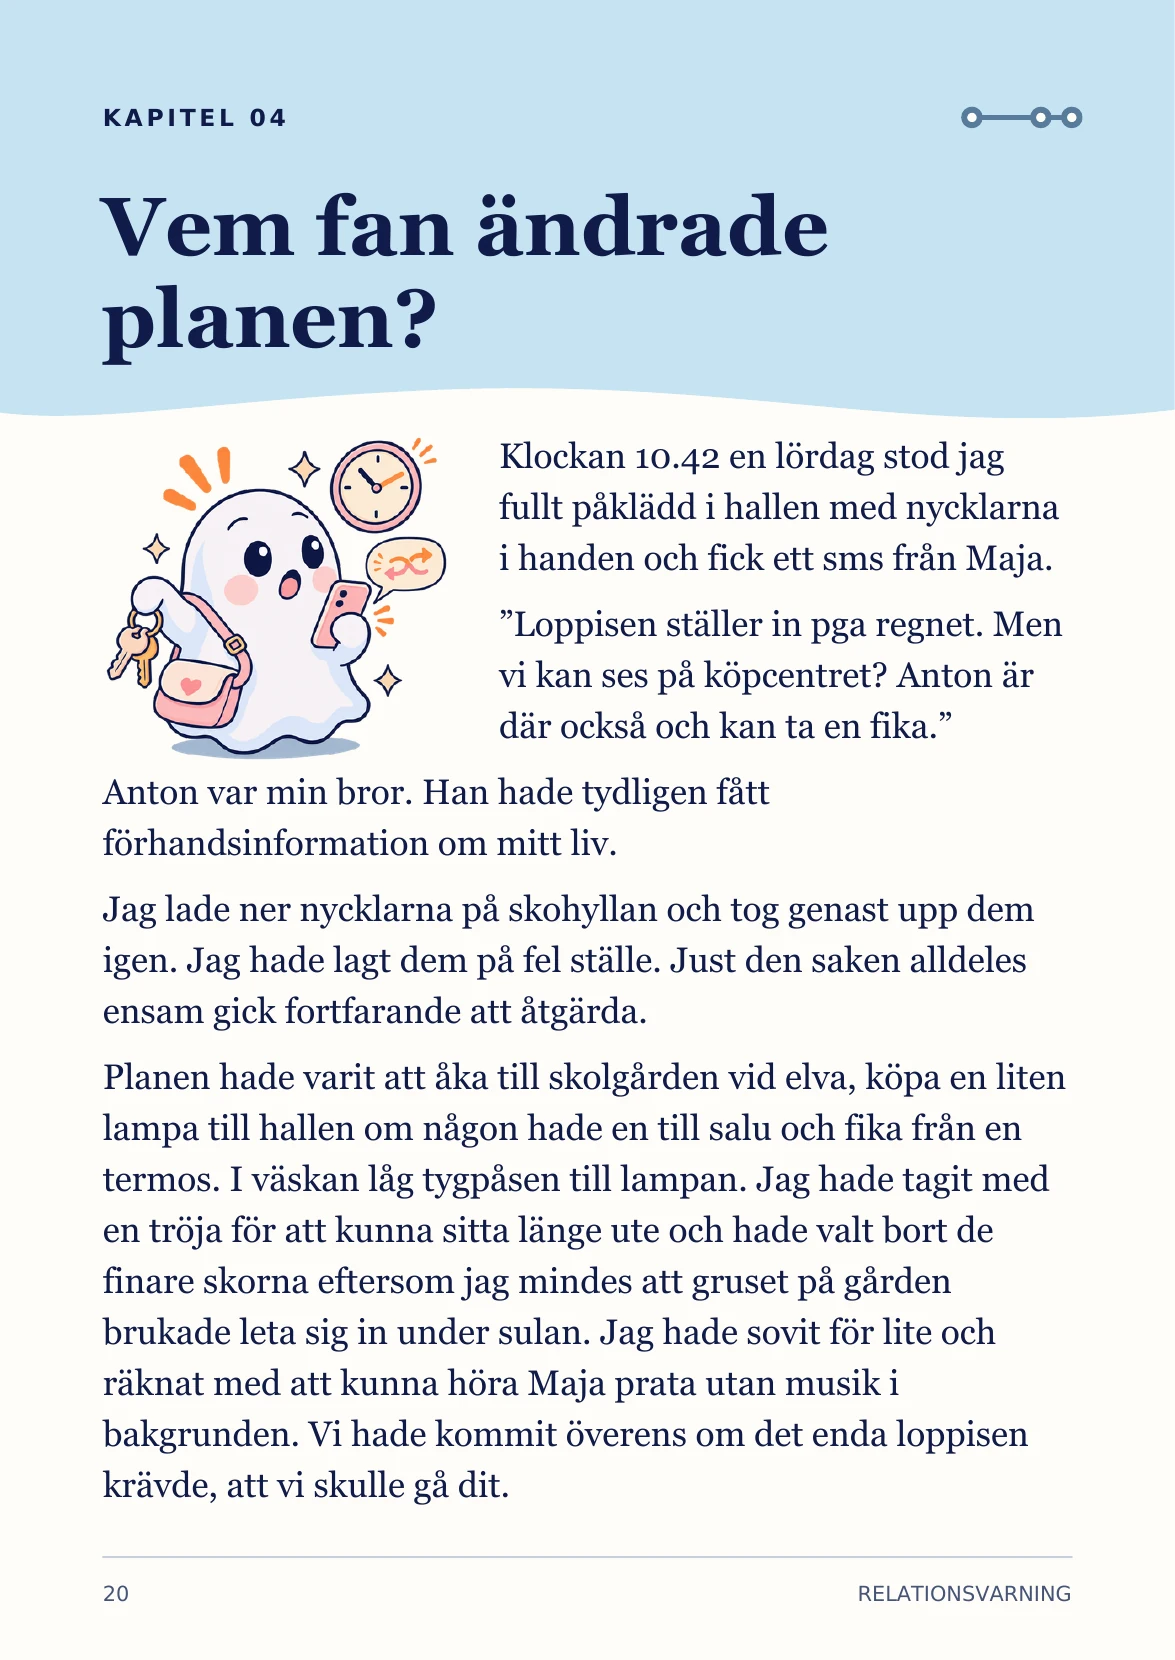 KAPITEL 04
Vem fan ändrade
planen?
Klockan 10.42 en lördag stod jag
fullt påklädd i hallen med nycklarna
i handen och fick ett sms från Maja.
”Loppisen ställer in pga regnet. Men
vi kan ses på köpcentret? Anton är
där också och kan ta en fika.”
Anton var min bror. Han hade tydligen fått
förhandsinformation om mitt liv.
Jag lade ner nycklarna på skohyllan och tog genast upp dem
igen. Jag hade lagt dem på fel ställe. Just den saken alldeles
ensam gick fortfarande att åtgärda.
Planen hade varit att åka till skolgården vid elva, köpa en liten
lampa till hallen om någon hade en till salu och fika från en
termos. I väskan låg tygpåsen till lampan. Jag hade tagit med
en tröja för att kunna sitta länge ute och hade valt bort de
finare skorna eftersom jag mindes att gruset på gården
brukade leta sig in under sulan. Jag hade sovit för lite och
räknat med att kunna höra Maja prata utan musik i
bakgrunden. Vi hade kommit överens om det enda loppisen
krävde, att vi skulle gå dit.
20
RELATIONSVARNING